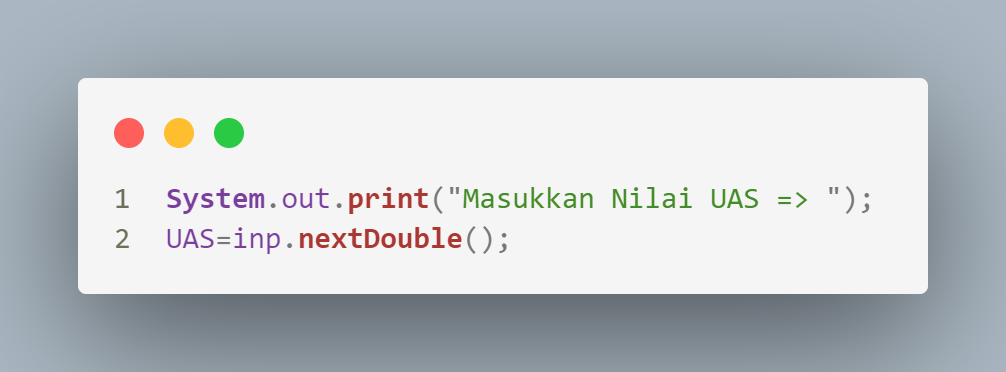 1 System.out.print("Masukkan Nilai UAS => ");
2 UAS=inp.nextDouble();